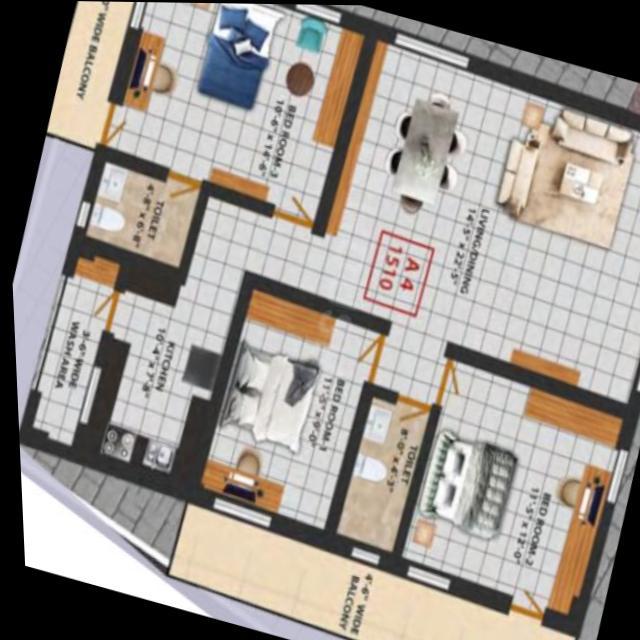 6' WIDE BALCONY
BED ROOM-3
10'-6" X 14'-6"
TOILET
4'-8" X 6'-8"
LIVING/DINING
14'-5" X 22'-5"
A4
1510
3'-6" WIDE
WASH AREA
KITCHEN
10'-4" X 7'-8"
BED ROOM-1
11'-5" X 9'-0"
TOILET
8'-0" X 4'-3"
BED ROOM-2
11'-5" X 12'-0"
4'-6" WIDE
BALCONY